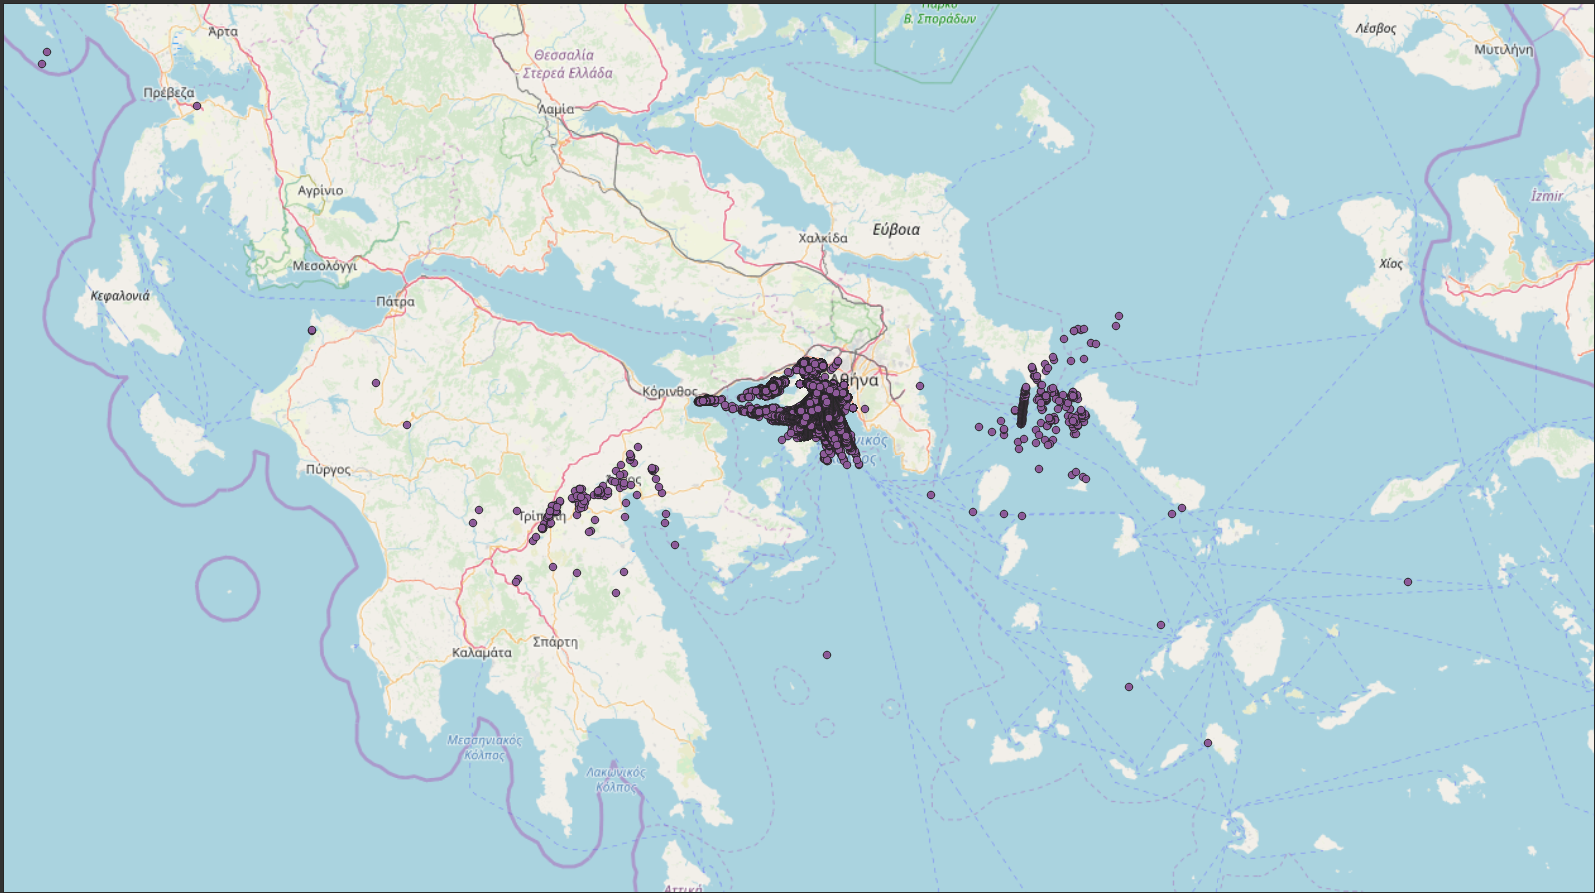 Πάρκο
Β. Σποράδων
Άρτα
Λέσβος
Μυτιλήνη
Θεσσαλία
- Στερεά Ελλάδα
Πρέβεζα
Λαμία
Αγρίνιο
İzmir
Εύβοια
Χαλκίδα
Μεσολόγγι
Χίος
Κεφαλονιά
Πάτρα
Αθήνα
Κόρινθος
Πύργος
Σπάρτη
Καλαμάτα
Μεσσηνιακός
Κόλπος
Λακωνικός
Κόλπος
Αττική